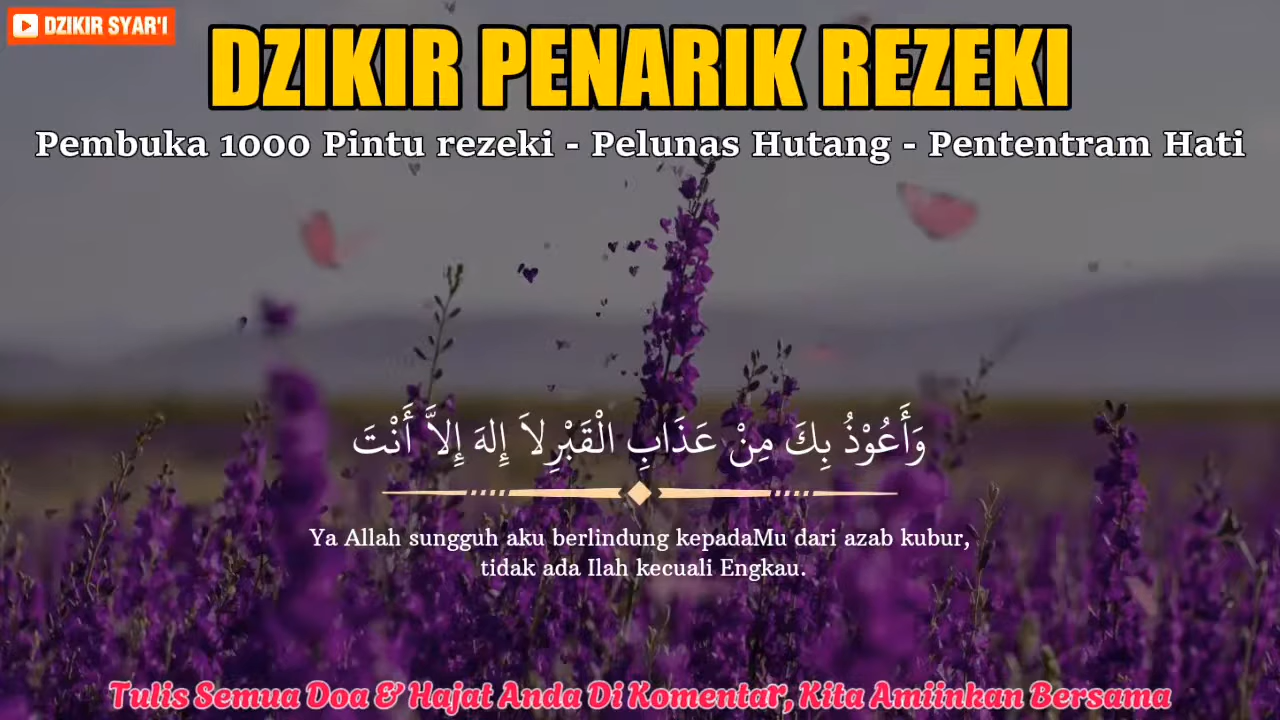 DZIKIR SYAR'I
DZIKIR PENARIK REZEKI
Pembuka 1000 Pintu rezeki - Pelunas Hutang - Pententram Hati
وَأَعُوْذُ بِكَ مِنْ عَذَابِ الْقَبْرِلاَ إِلهَ إِلاَّ أَنْتَ
Ya Allah sungguh aku berlindung kepadaMu dari azab kubur,
tidak ada Ilah kecuali Engkau.
Tulis Semua Doa & Hajat Anda Di Komentar, Kita Amiinkan Bersama